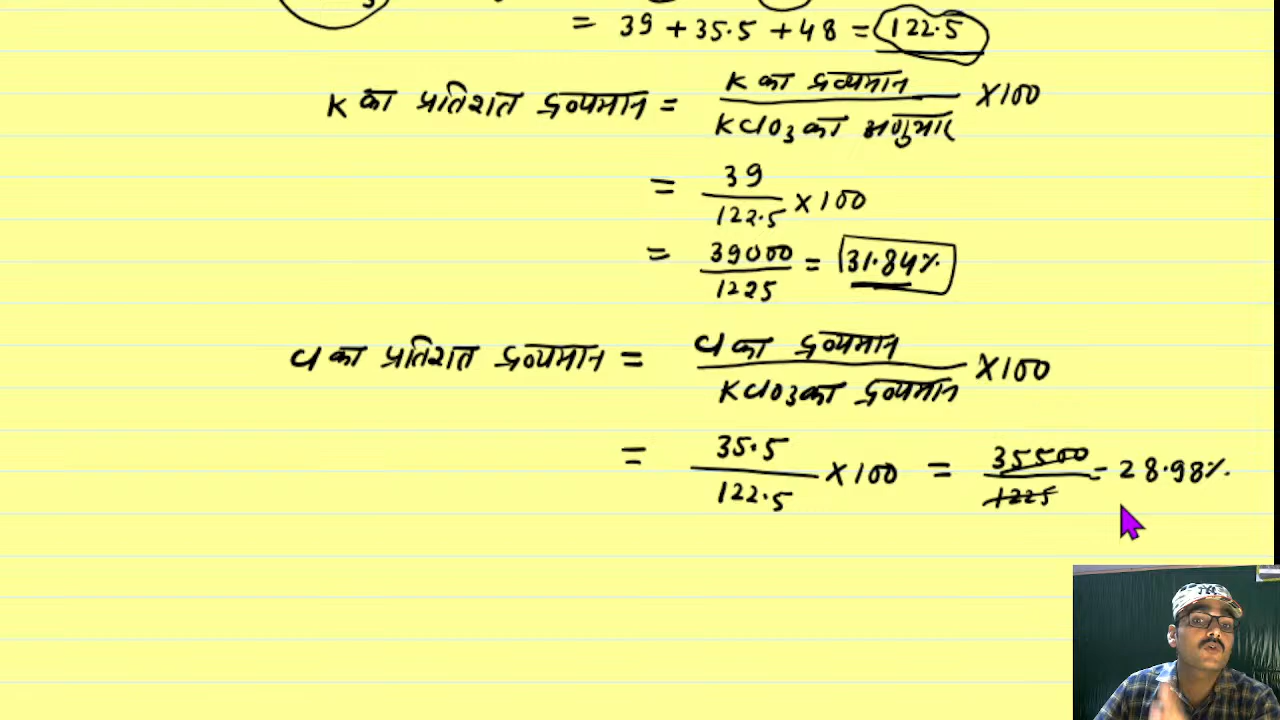 3
= 39 + 35.5 + 48 = 122.5
K का प्रतिशत द्रव्यमान = K का द्रव्यमान / KClO3 का अणुभार × 100
= 39 / 122.5 × 100
= 39000 / 1225 = 31.84%
Cl का प्रतिशत द्रव्यमान = Cl का द्रव्यमान / KClO3 का द्रव्यमान × 100
= 35.5 / 122.5 × 100 = 35500 / 1225 = 28.98%